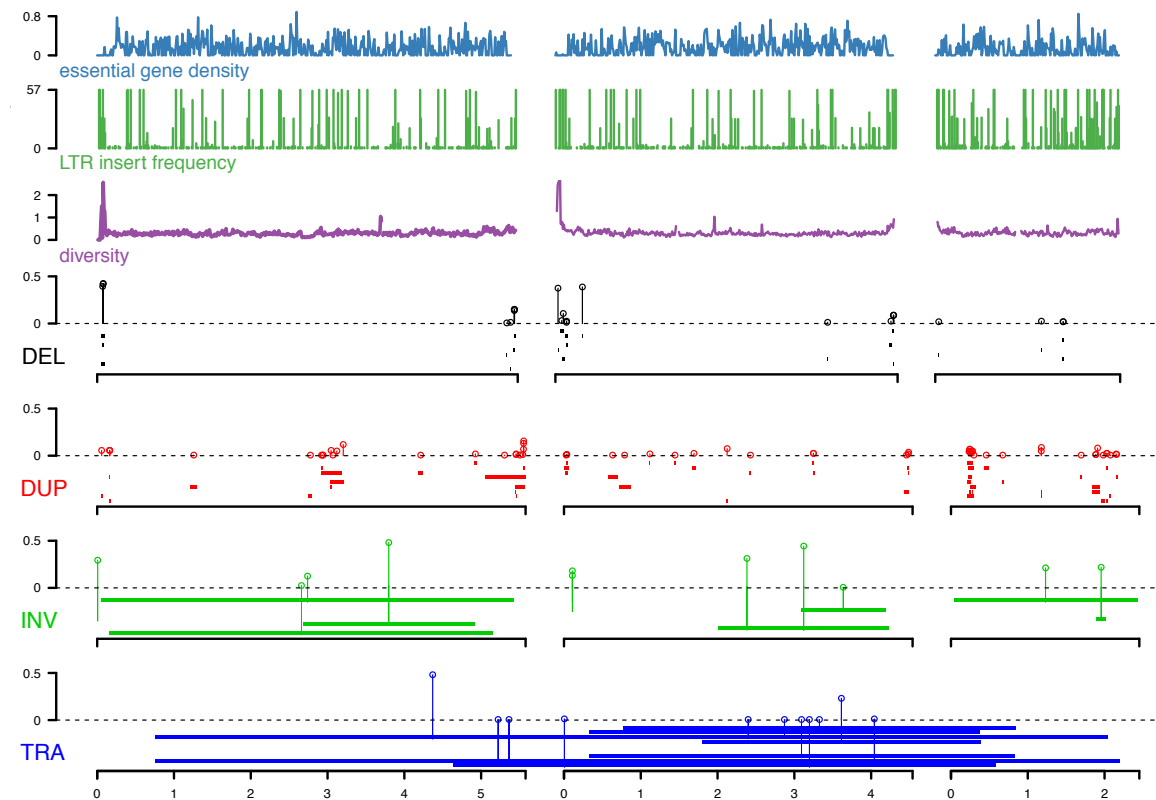 0.8
0
essential gene density
57
0
LTR insert frequency
2
1
0
diversity
0.5
0
DEL
0.5
0
DUP
0.5
0
INV
0.5
0
TRA
0 1 2 3 4 5 0 1 2 3 4 0 1 2